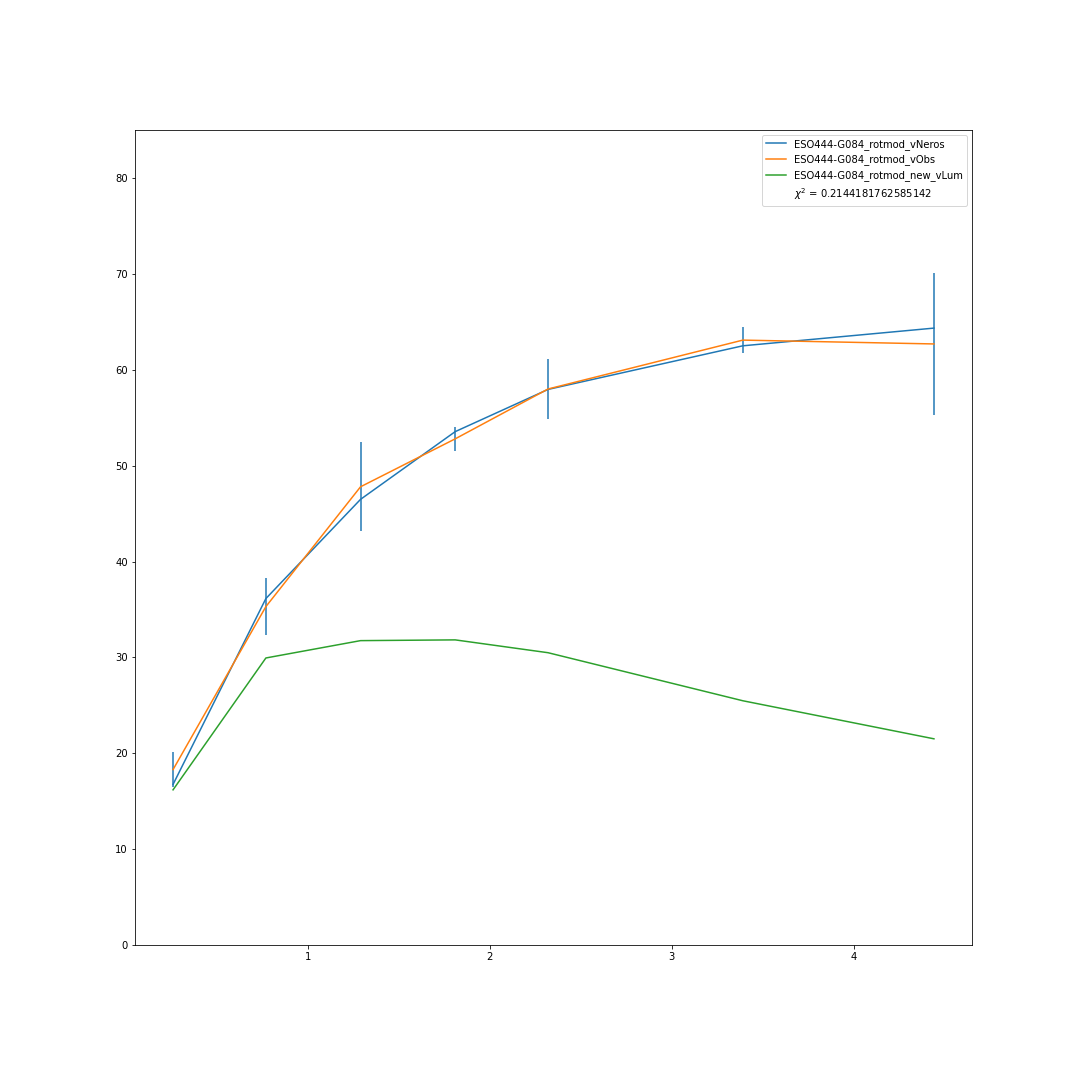 ESO444-G084_rotmod_vNeros
ESO444-G084_rotmod_vObs
ESO444-G084_rotmod_new_vLum
χ² = 0.2144181762585142
80
70
60
50
40
30
20
10
0
1 2 3 4